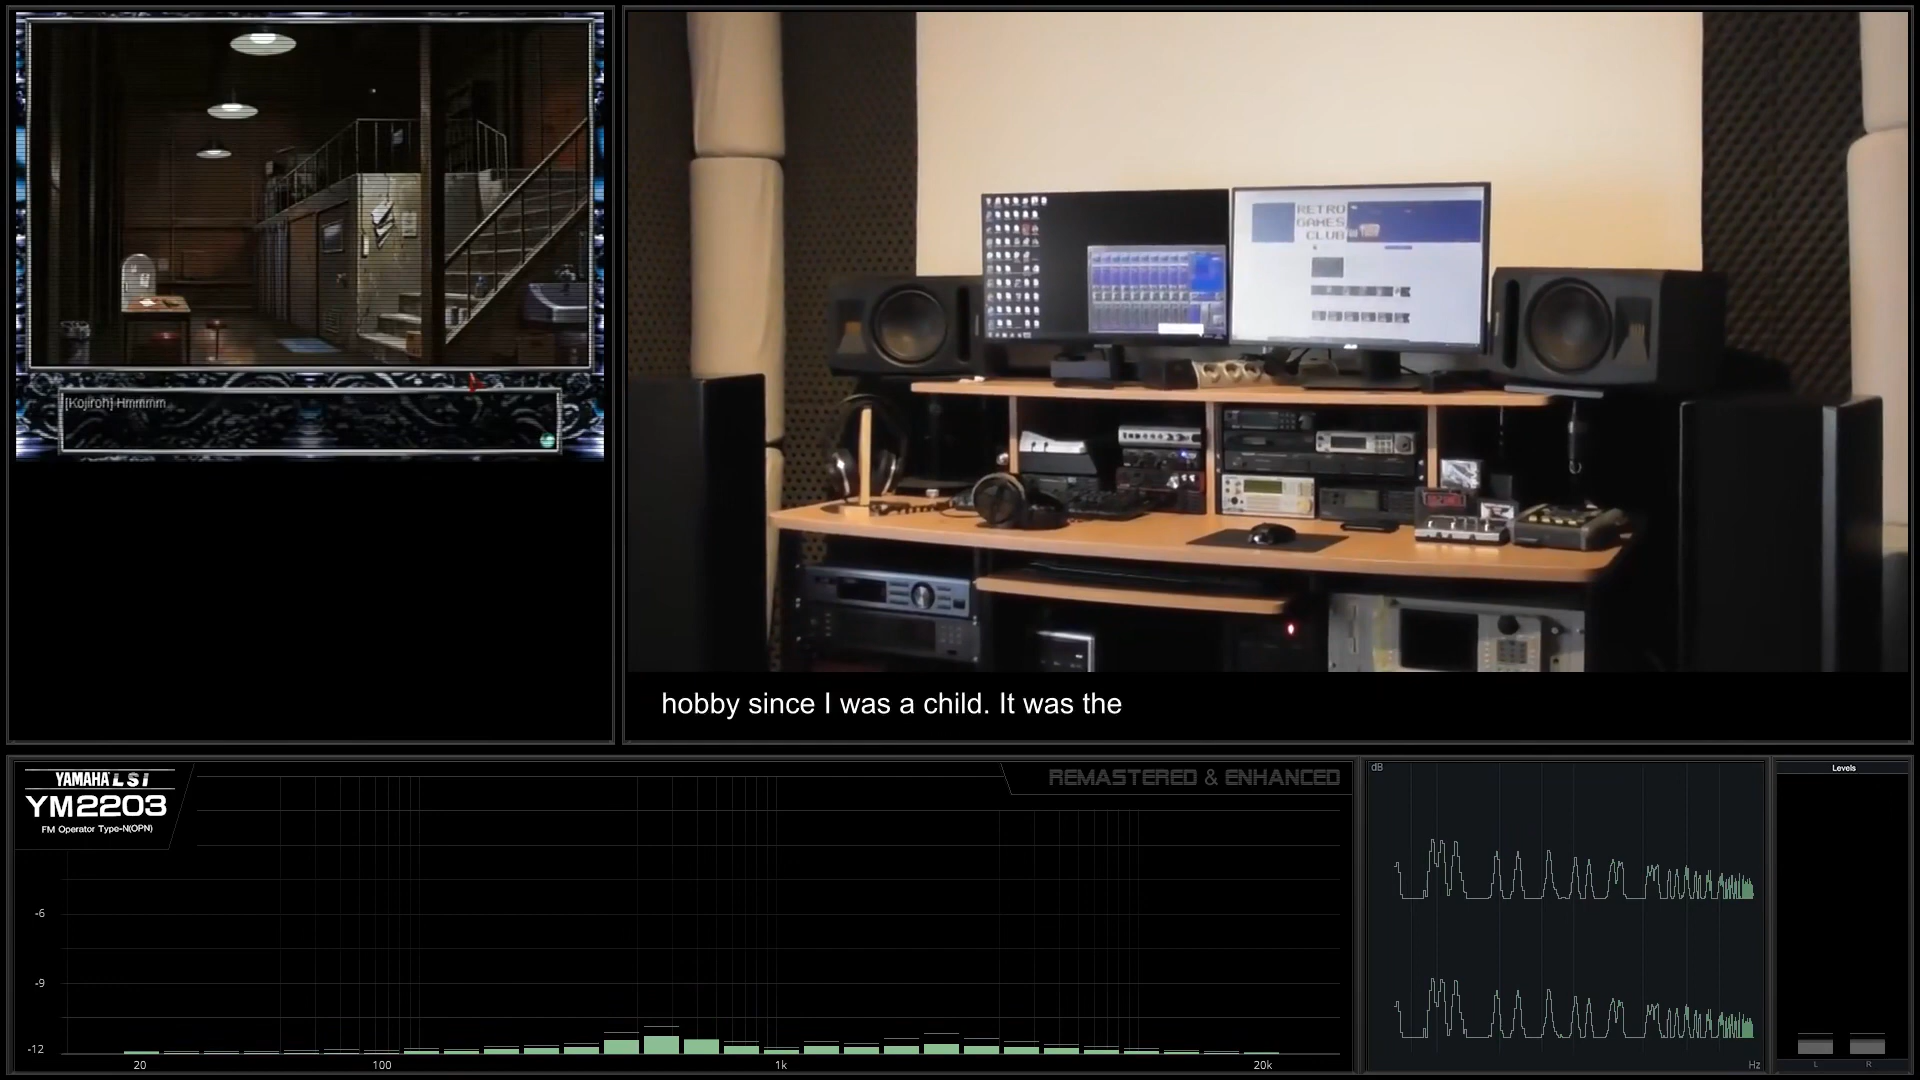 [Kojiroh] Hmmmm
RETRO
GAMES
CLUB
hobby since I was a child. It was the
YAMAHA LSI
YM2203
FM Operator Type-N(OPN)
REMASTERED & ENHANCED
-6
-9
-12
20
100
1k
20k
dB
Hz
Levels
L
R